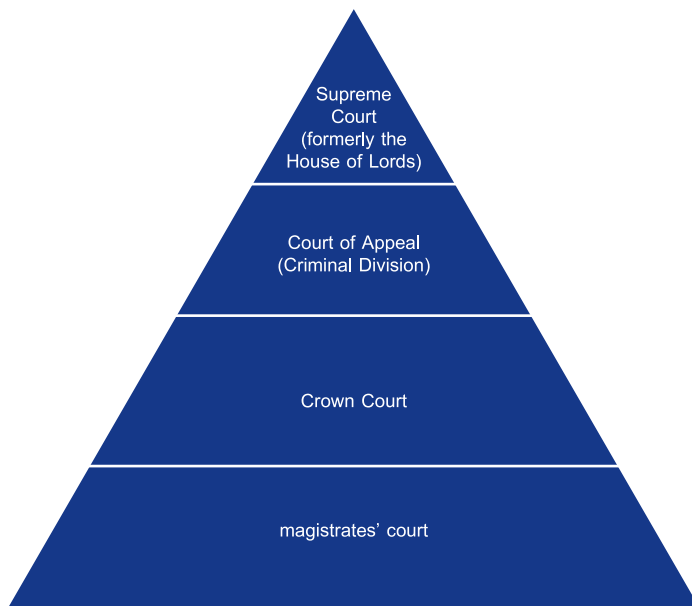 Supreme
Court
(formerly the
House of Lords)
Court of Appeal
(Criminal Division)
Crown Court
magistrates’ court